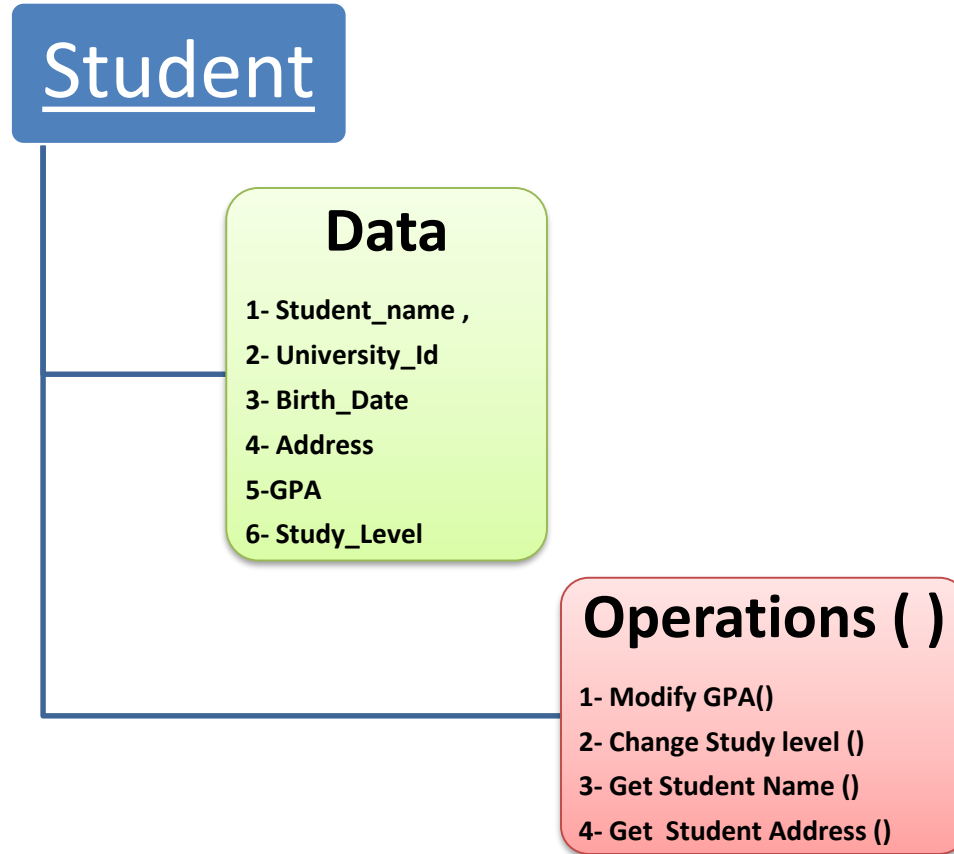 Student
Data
1- Student_name ,
2- University_Id
3- Birth_Date
4- Address
5-GPA
6- Study_Level
Operations ( )
1- Modify GPA()
2- Change Study level ()
3- Get Student Name ()
4- Get  Student Address ()